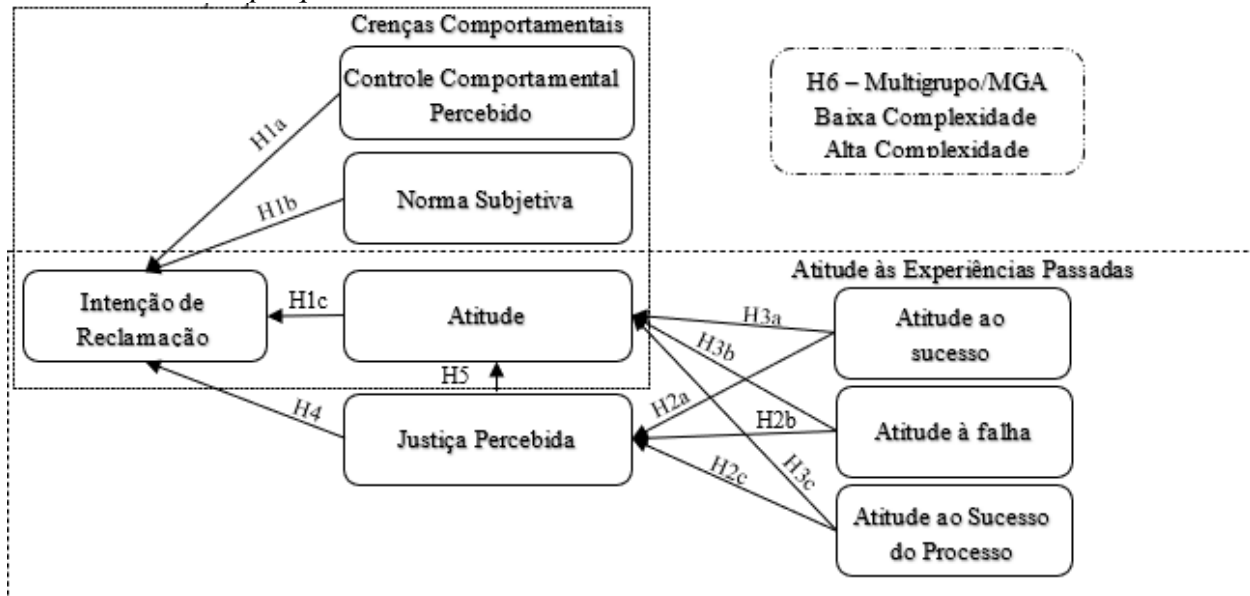 Crenças Comportamentais
Controle Comportamental
Percebido
H6 – Multigrupo/MGA
Baixa Complexidade
Alta Complexidade
H1a
Norma Subjetiva
H1b
Atitude às Experiências Passadas
Intenção de
Reclamação
H1c
Atitude
H3a
Atitude ao
sucesso
H3b
H5
H2a
H4
Justiça Percebida
H2b
Atitude à falha
H2c
H3c
Atitude ao Sucesso
do Processo